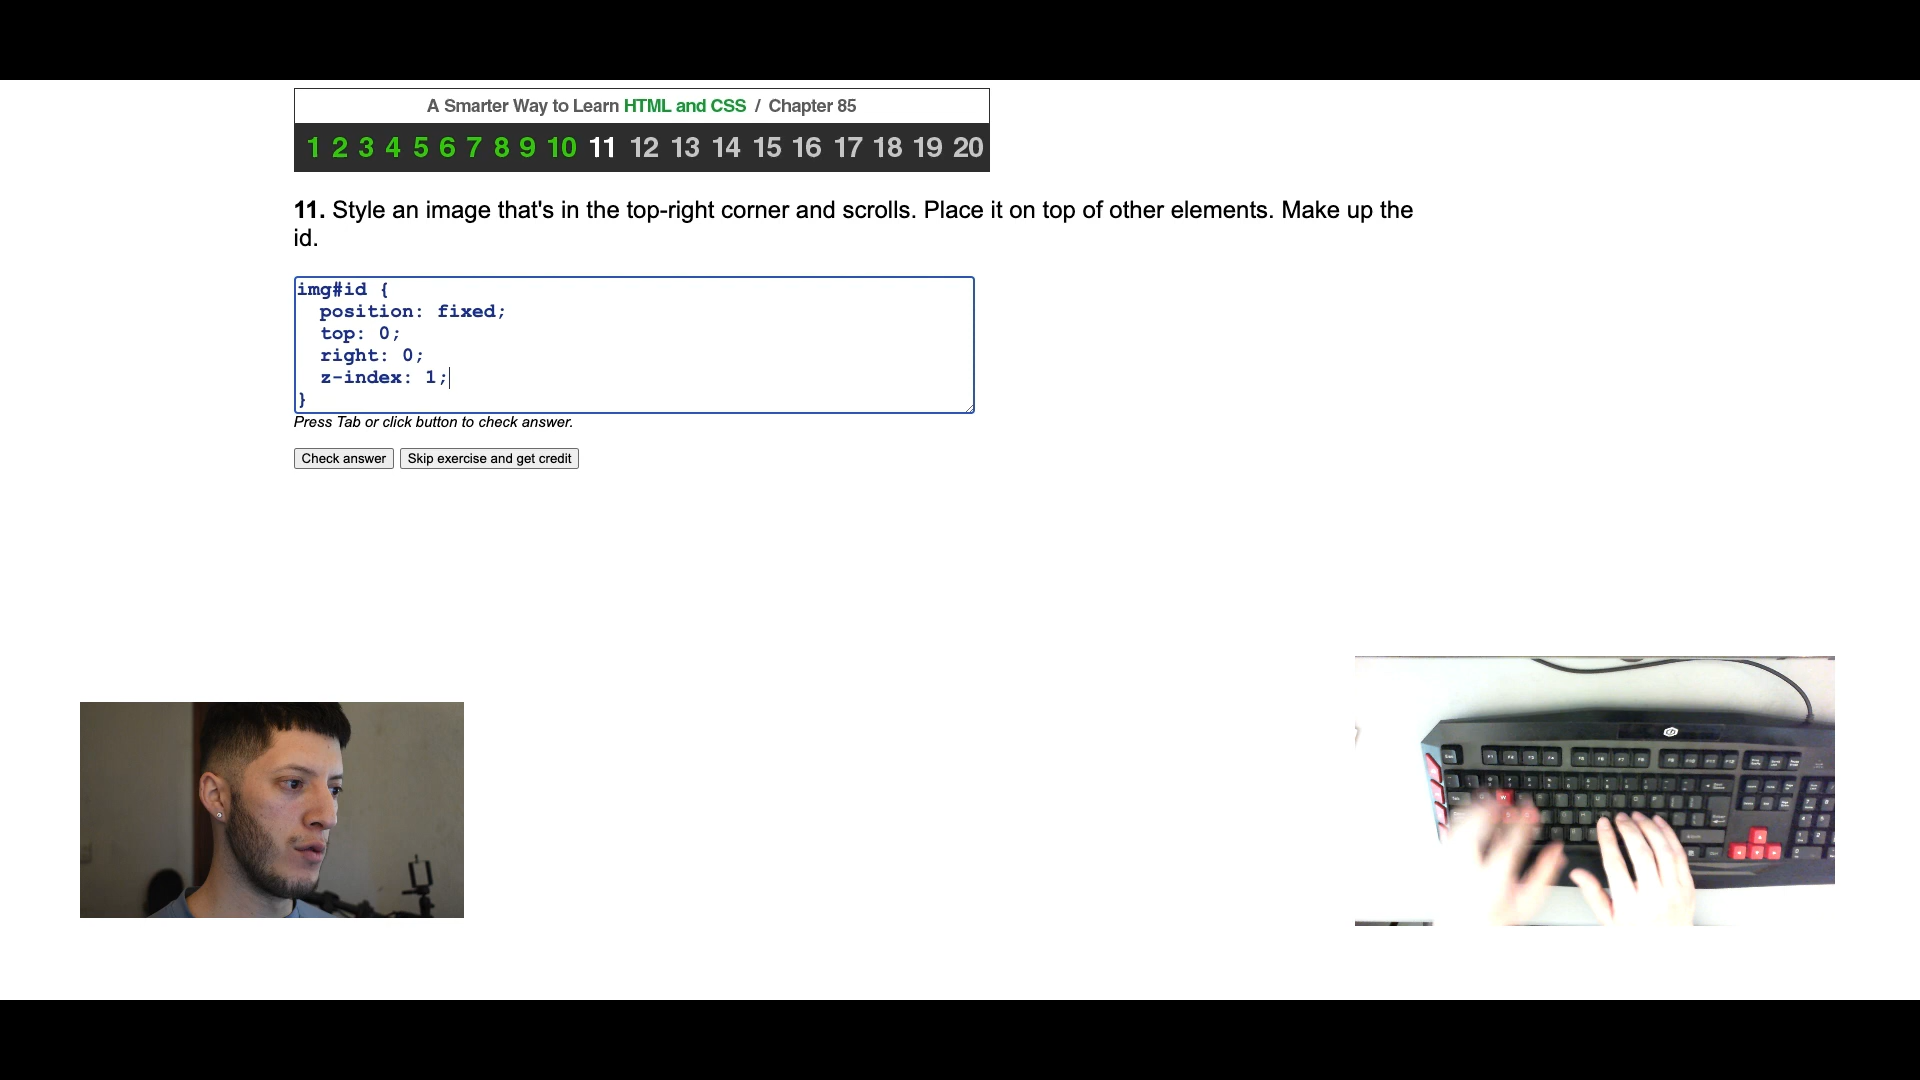 A Smarter Way to Learn HTML and CSS / Chapter 85
1 2 3 4 5 6 7 8 9 10 11 12 13 14 15 16 17 18 19 20
11. Style an image that's in the top-right corner and scrolls. Place it on top of other elements. Make up the
id.
img#id {
  position: fixed;
  top: 0;
  right: 0;
  z-index: 1;
}
Press Tab or click button to check answer.
Check answer Skip exercise and get credit